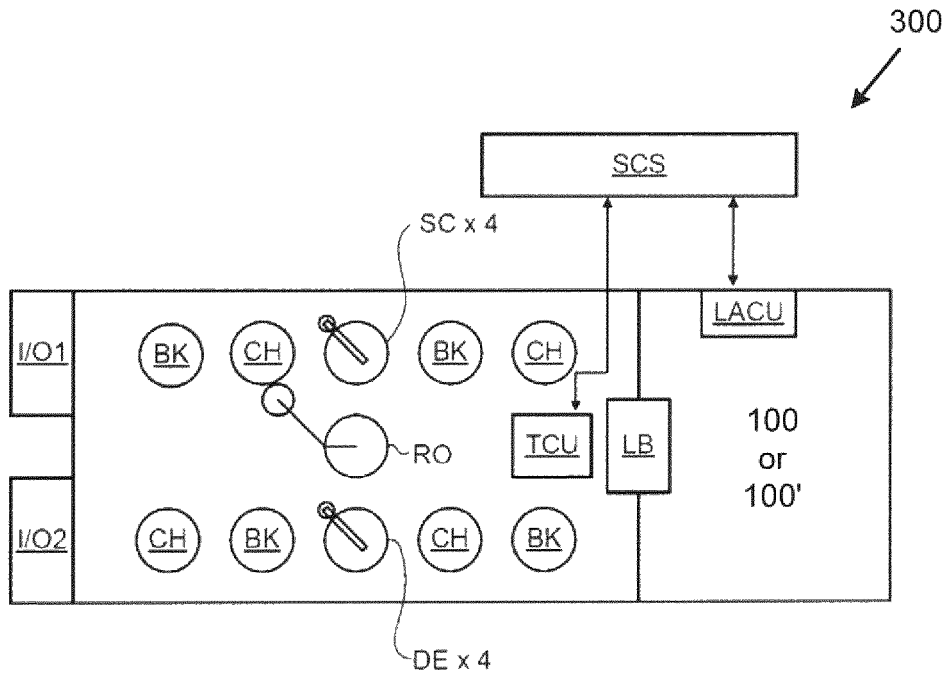 300
SCS
SC x 4
I/O1
BK
CH
BK
CH
LACU
RO
TCU
LB
100
or
100'
I/O2
CH
BK
CH
BK
DE x 4